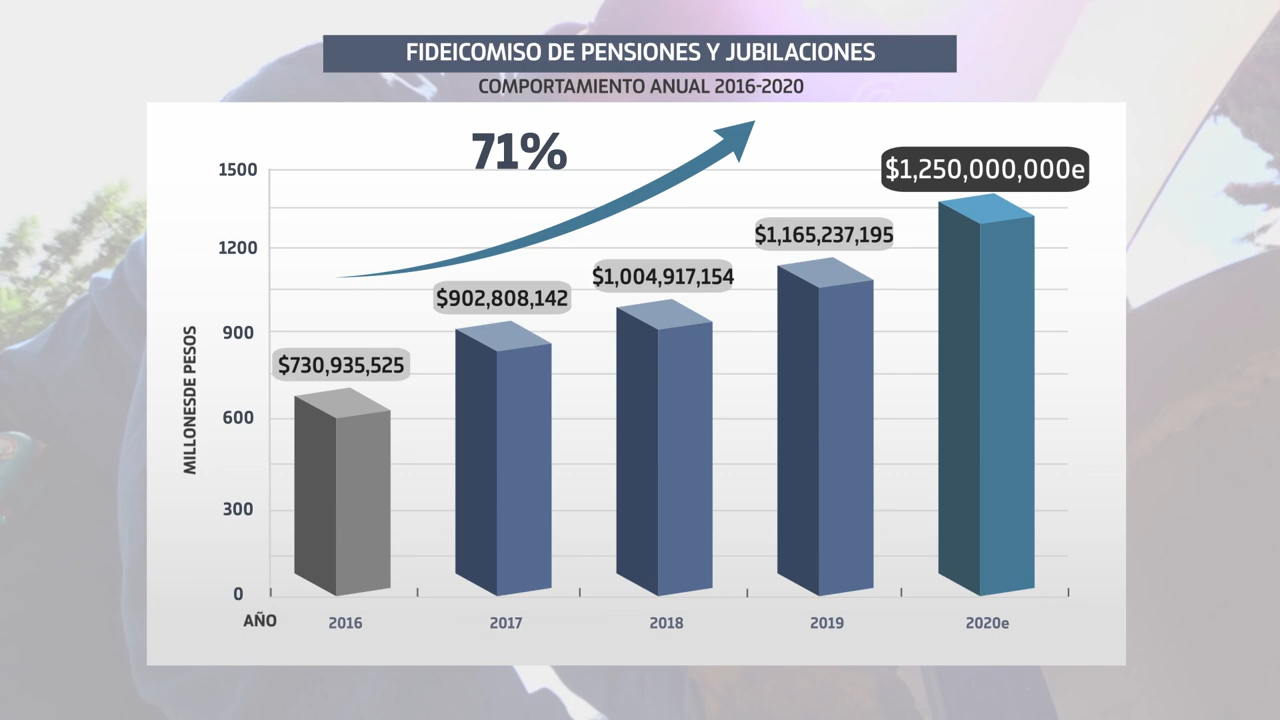 FIDEICOMISO DE PENSIONES Y JUBILACIONES
COMPORTAMIENTO ANUAL 2016-2020
71%
1500
1200
900
600
300
0
MILLONESDE PESOS
$730,935,525
$902,808,142
$1,004,917,154
$1,165,237,195
$1,250,000,000e
AÑO 2016 2017 2018 2019 2020e